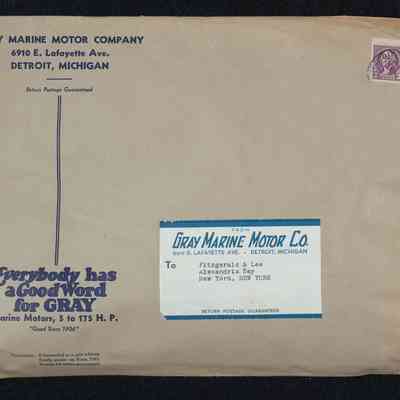 Y MARINE MOTOR COMPANY
6910 E. Lafayette Ave.
DETROIT, MICHIGAN
Return Postage Guaranteed
Everybody has
a Good Word
for GRAY
arine Motors, 5 to 175 H. P.
"Good Since 1906"
FROM
GRAY MARINE MOTOR CO.
6910 E. LAFAYETTE AVE. - DETROIT, MICHIGAN
To
Fitzgerald & Lee
Alexandria Bay
New York, NEW YORK
RETURN POSTAGE GUARANTEED